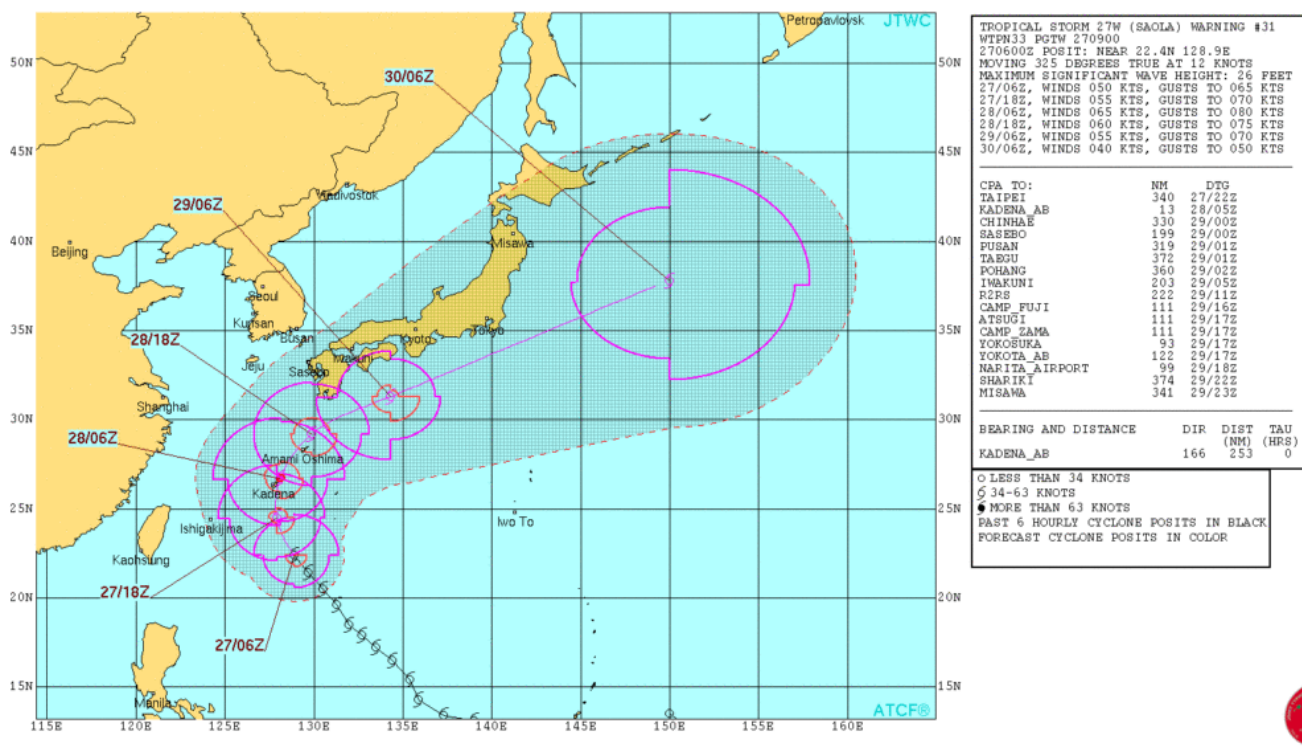 Petropavlovsk
JTWC
50N
50N
30/06Z
45N
45N
Vladivostok
29/06Z
40N
40N
Beijing
Misawa
Seoul
Kunsan
35N
35N
Busan
Kyoto
Tokyo
28/18Z
Jeju
Iwakuni
Sasebo
Shanghai
30N
30N
28/06Z
Amami Oshima
Kadena
25N
25N
Ishigakijima
Iwo To
Kaohsiung
27/18Z
20N
20N
27/06Z
15N
15N
Manila
ATCF®
115E 120E 125E 130E 135E 140E 145E 150E 155E 160E
TROPICAL STORM 27W (SAOLA) WARNING #31
WTPN33 PGTW 270900
270600Z POSIT: NEAR 22.4N 128.9E
MOVING 325 DEGREES TRUE AT 12 KNOTS
MAXIMUM SIGNIFICANT WAVE HEIGHT: 26 FEET
27/06Z, WINDS 050 KTS, GUSTS TO 065 KTS
27/18Z, WINDS 055 KTS, GUSTS TO 070 KTS
28/06Z, WINDS 065 KTS, GUSTS TO 080 KTS
28/18Z, WINDS 060 KTS, GUSTS TO 075 KTS
29/06Z, WINDS 055 KTS, GUSTS TO 070 KTS
30/06Z, WINDS 040 KTS, GUSTS TO 050 KTS
CPA TO: NM DTG
TAIPEI 340 27/22Z
KADENA_AB 13 28/05Z
CHINHAE 330 29/00Z
SASEBO 199 29/00Z
PUSAN 319 29/01Z
TAEGU 372 29/01Z
POHANG 360 29/02Z
IWAKUNI 203 29/05Z
R2RS 222 29/11Z
CAMP_FUJI 111 29/16Z
ATSUGI 111 29/17Z
CAMP_ZAMA 111 29/17Z
YOKOSUKA 93 29/17Z
YOKOTA_AB 122 29/17Z
NARITA_AIRPORT 99 29/18Z
SHARIKI 374 29/22Z
MISAWA 341 29/23Z
BEARING AND DISTANCE DIR DIST TAU
(NM) (HRS)
KADENA_AB 166 253 0
LESS THAN 34 KNOTS
34-63 KNOTS
MORE THAN 63 KNOTS
PAST 6 HOURLY CYCLONE POSITS IN BLACK
FORECAST CYCLONE POSITS IN COLOR